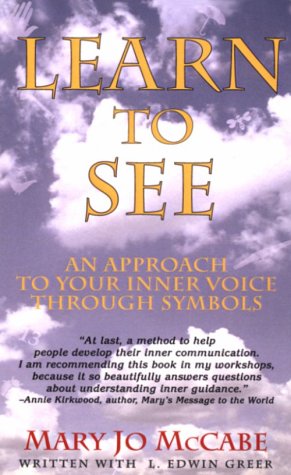 LEARN
TO
SEE
AN APPROACH
TO YOUR INNER VOICE
THROUGH SYMBOLS
"At last, a method to help
people develop their inner communication.
I am recommending this book in my workshops,
because it so beautifully answers questions
about understanding inner guidance."
–Annie Kirkwood, author, Mary's Message to the World
MARY JO MCCABE
WRITTEN WITH L. EDWIN GREER